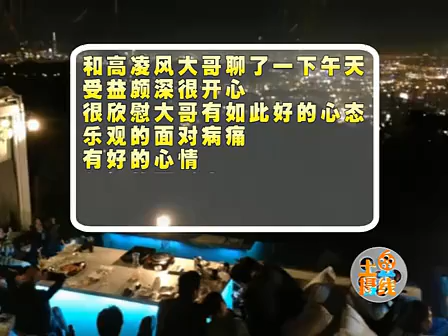 和高凌风大哥聊了一下午天
受益颇深很开心
很欣慰大哥有如此好的心态
乐观的面对病痛
有好的心情